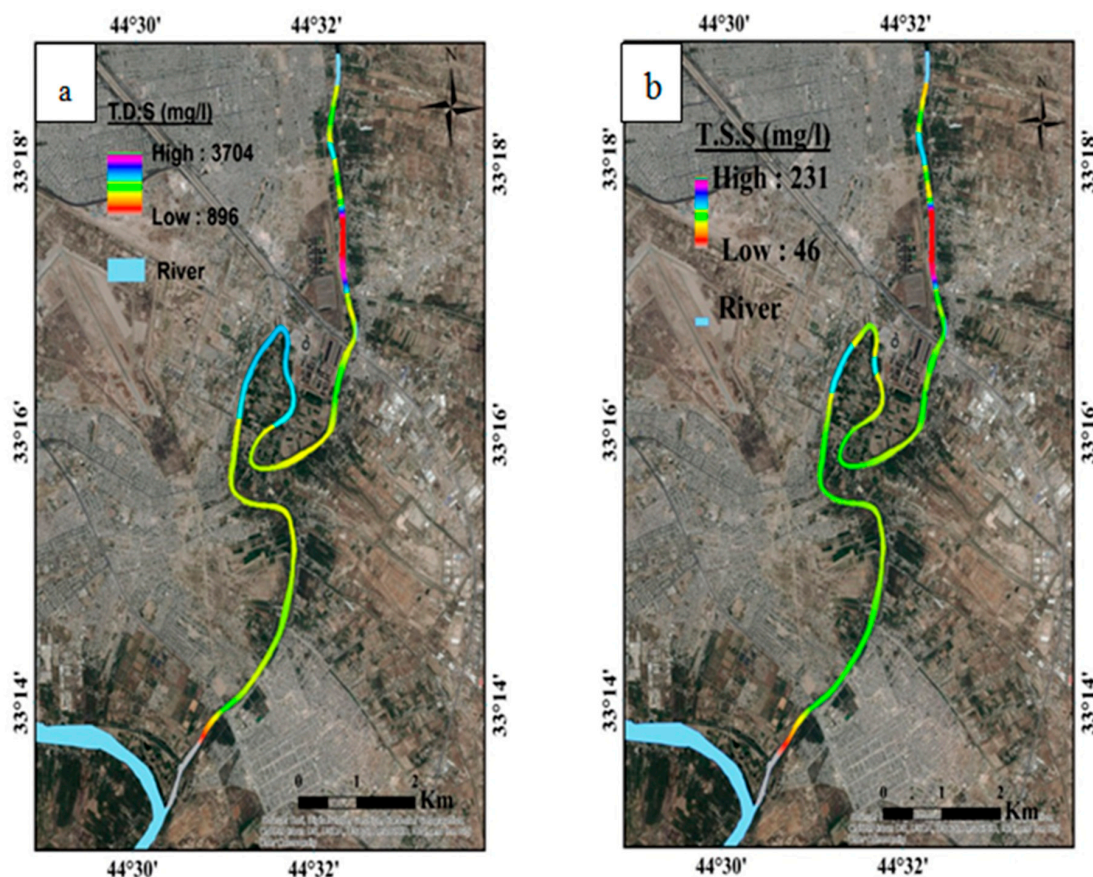 44°30' 44°32'
a
N
T.D.S (mg/l)
High : 3704
Low : 896
River
33°18'
33°18'
33°16'
33°16'
33°14'
33°14'
0 1 2
Km
44°30' 44°32'
44°30' 44°32'
b
N
T.S.S (mg/l)
High : 231
Low : 46
River
33°18'
33°18'
33°16'
33°16'
33°14'
33°14'
0 1 2
Km
44°30' 44°32'